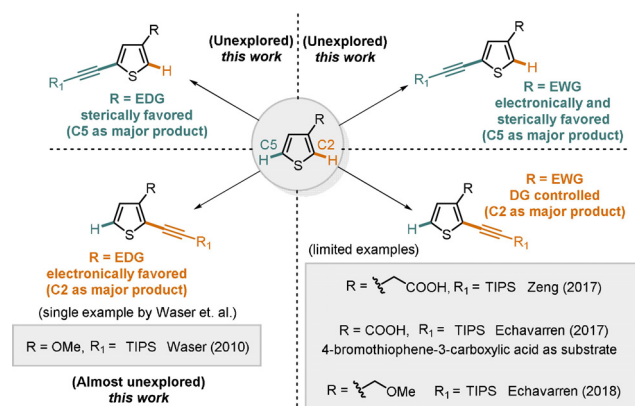 (Unexplored)
this work
(Unexplored)
this work
R
S
H
R1
R = EDG
sterically favored
(C5 as major product)
R
S
H
R1
R = EWG
electronically and
sterically favored
(C5 as major product)
R
C5
C2
H
S
H
R
H
S
R1
R = EDG
electronically favored
(C2 as major product)
(single example by Waser et. al.)
R = OMe, R1 = TIPS Waser (2010)
(Almost unexplored)
this work
R
H
S
R1
R = EWG
DG controlled
(C2 as major product)
(limited examples)
R = COOH, R1 = TIPS Zeng (2017)
R = COOH, R1 = TIPS Echavarren (2017)
4-bromothiophene-3-carboxylic acid as substrate
R = OMe R1 = TIPS Echavarren (2018)